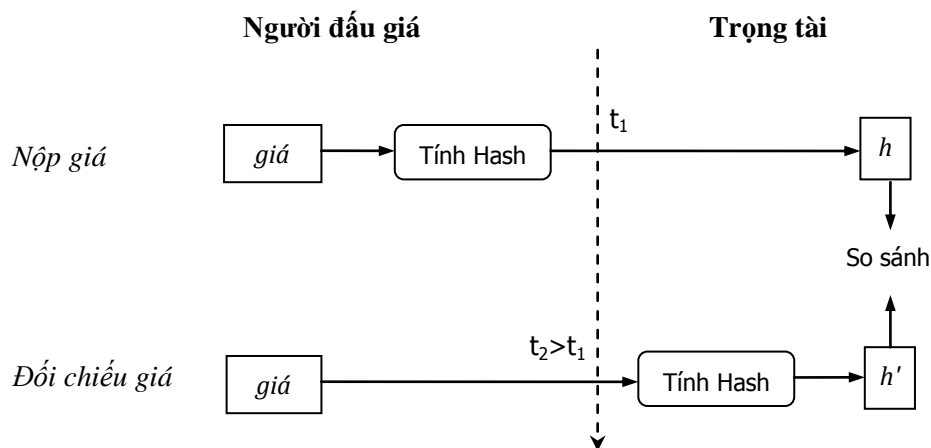 Người đấu giá
Trọng tài
t1
Nộp giá
giá
Tính Hash
h
So sánh
t2>t1
Đối chiếu giá
giá
Tính Hash
h'